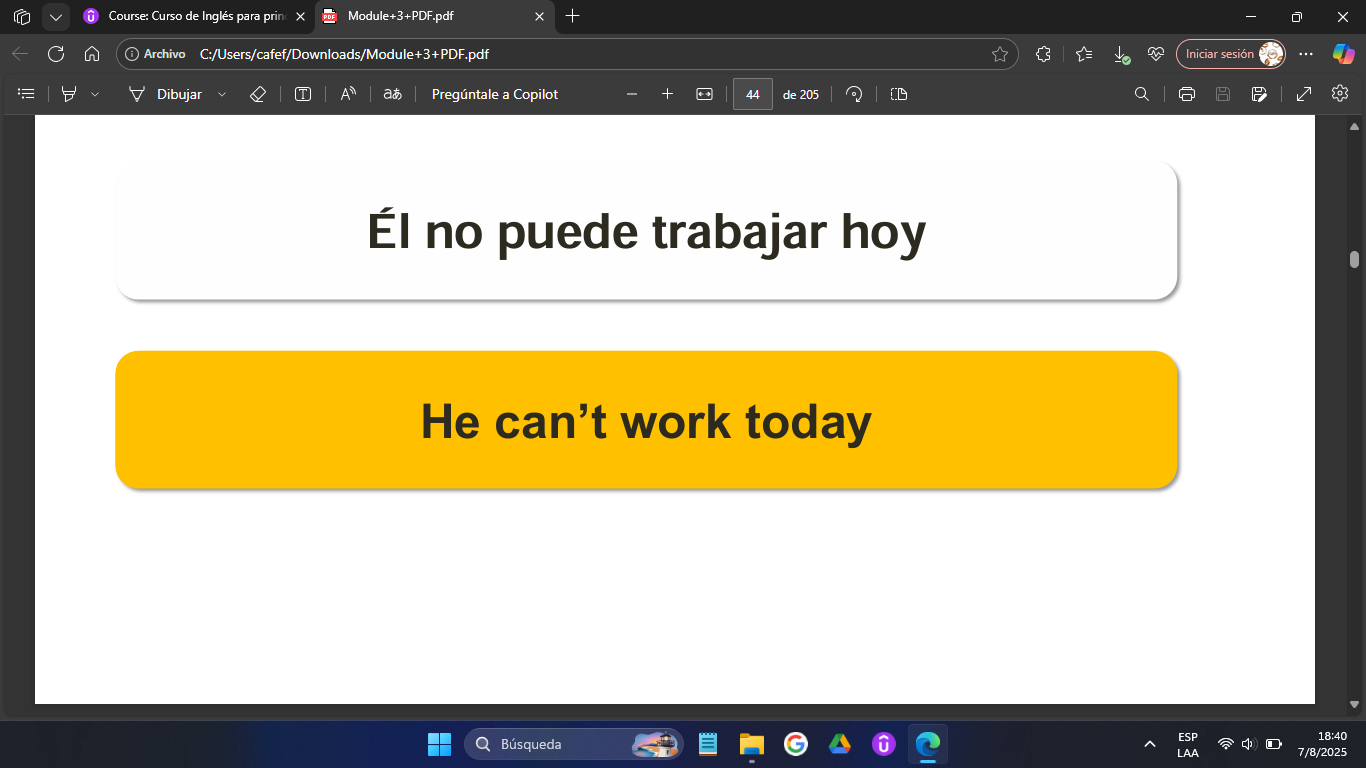 Course: Curso de Inglés para prin
Module+3+PDF.pdf
Archivo
C:/Users/cafef/Downloads/Module+3+PDF.pdf
Iniciar sesión
Dibujar
aあ
Pregúntale a Copilot
44
de 205
Él no puede trabajar hoy
He can’t work today
Búsqueda
ESP
LAA
18:40
7/8/2025